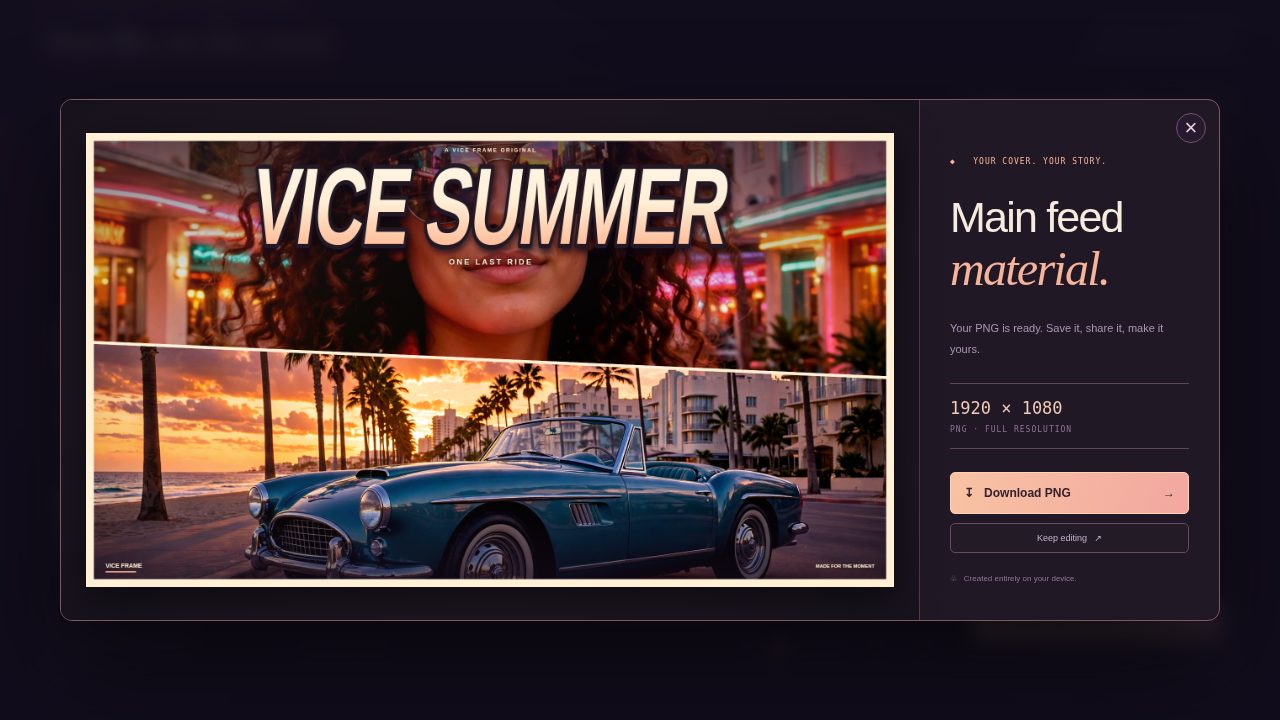 A VICE FRAME ORIGINAL
VICE SUMMER
ONE LAST RIDE
VICE FRAME
MADE FOR THE MOMENT
✕
◆ YOUR COVER. YOUR STORY.
Main feed
material.
Your PNG is ready. Save it, share it, make it
yours.
1920 × 1080
PNG · FULL RESOLUTION
↧ Download PNG →
Keep editing ↗
Created entirely on your device.